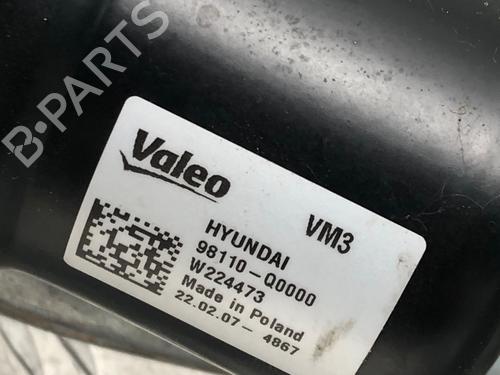 B-PARTS
Valeo
VM3
HYUNDAI
98110-Q0000
W224473
Made in Poland
22.02.07- 4867